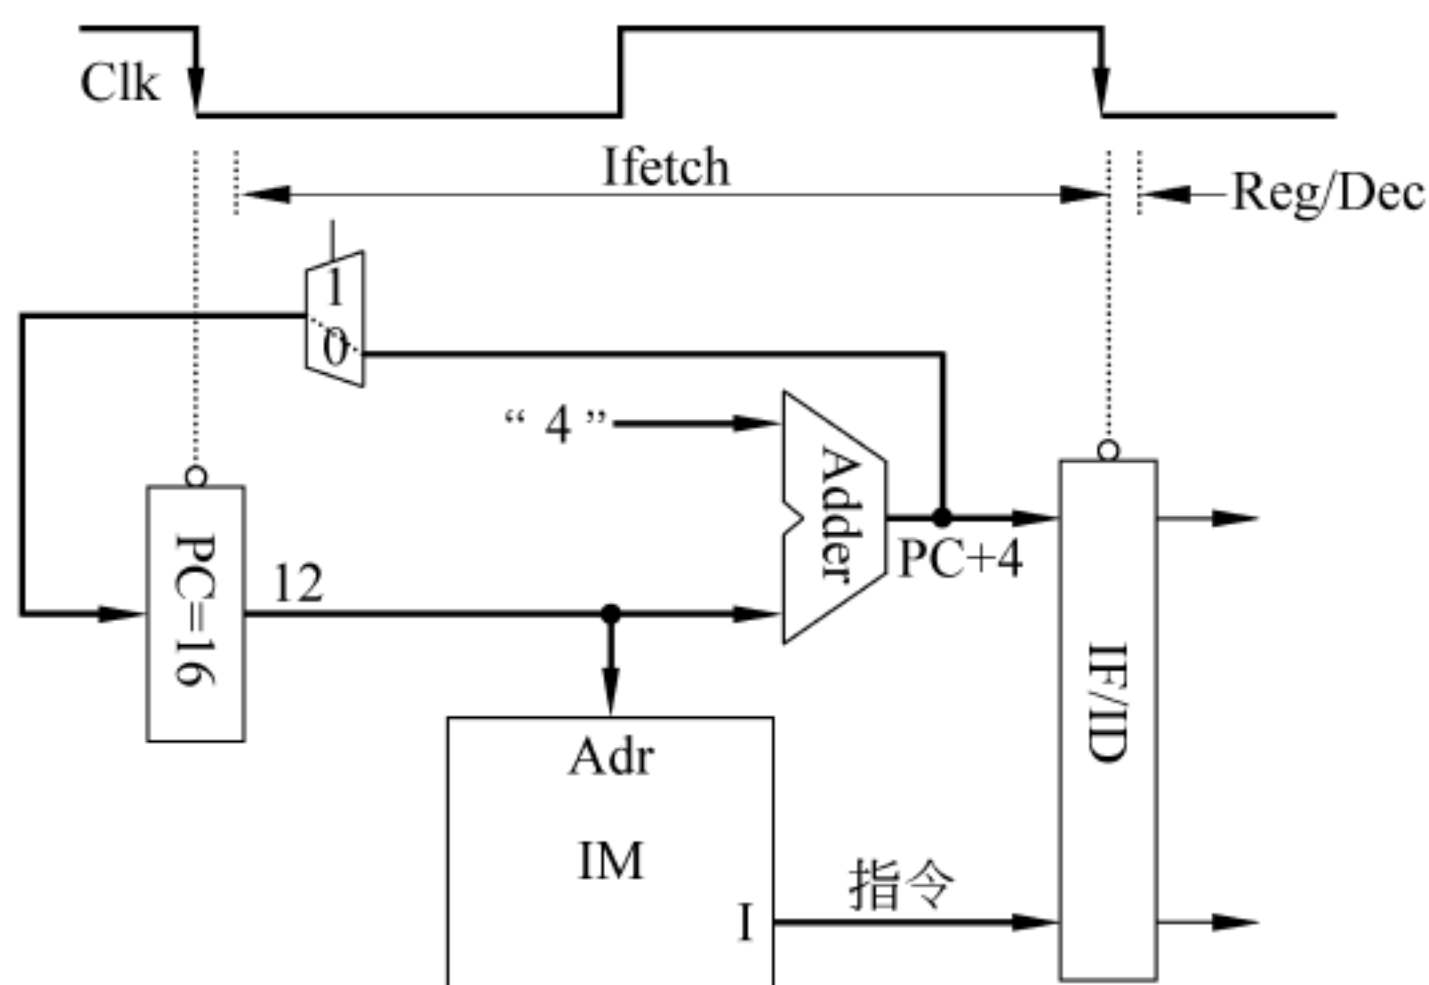 Clk
Ifetch
Reg/Dec
1
0
“ 4 ”
Adder
PC+4
PC=16
12
IF/ID
Adr
IM
指令
I